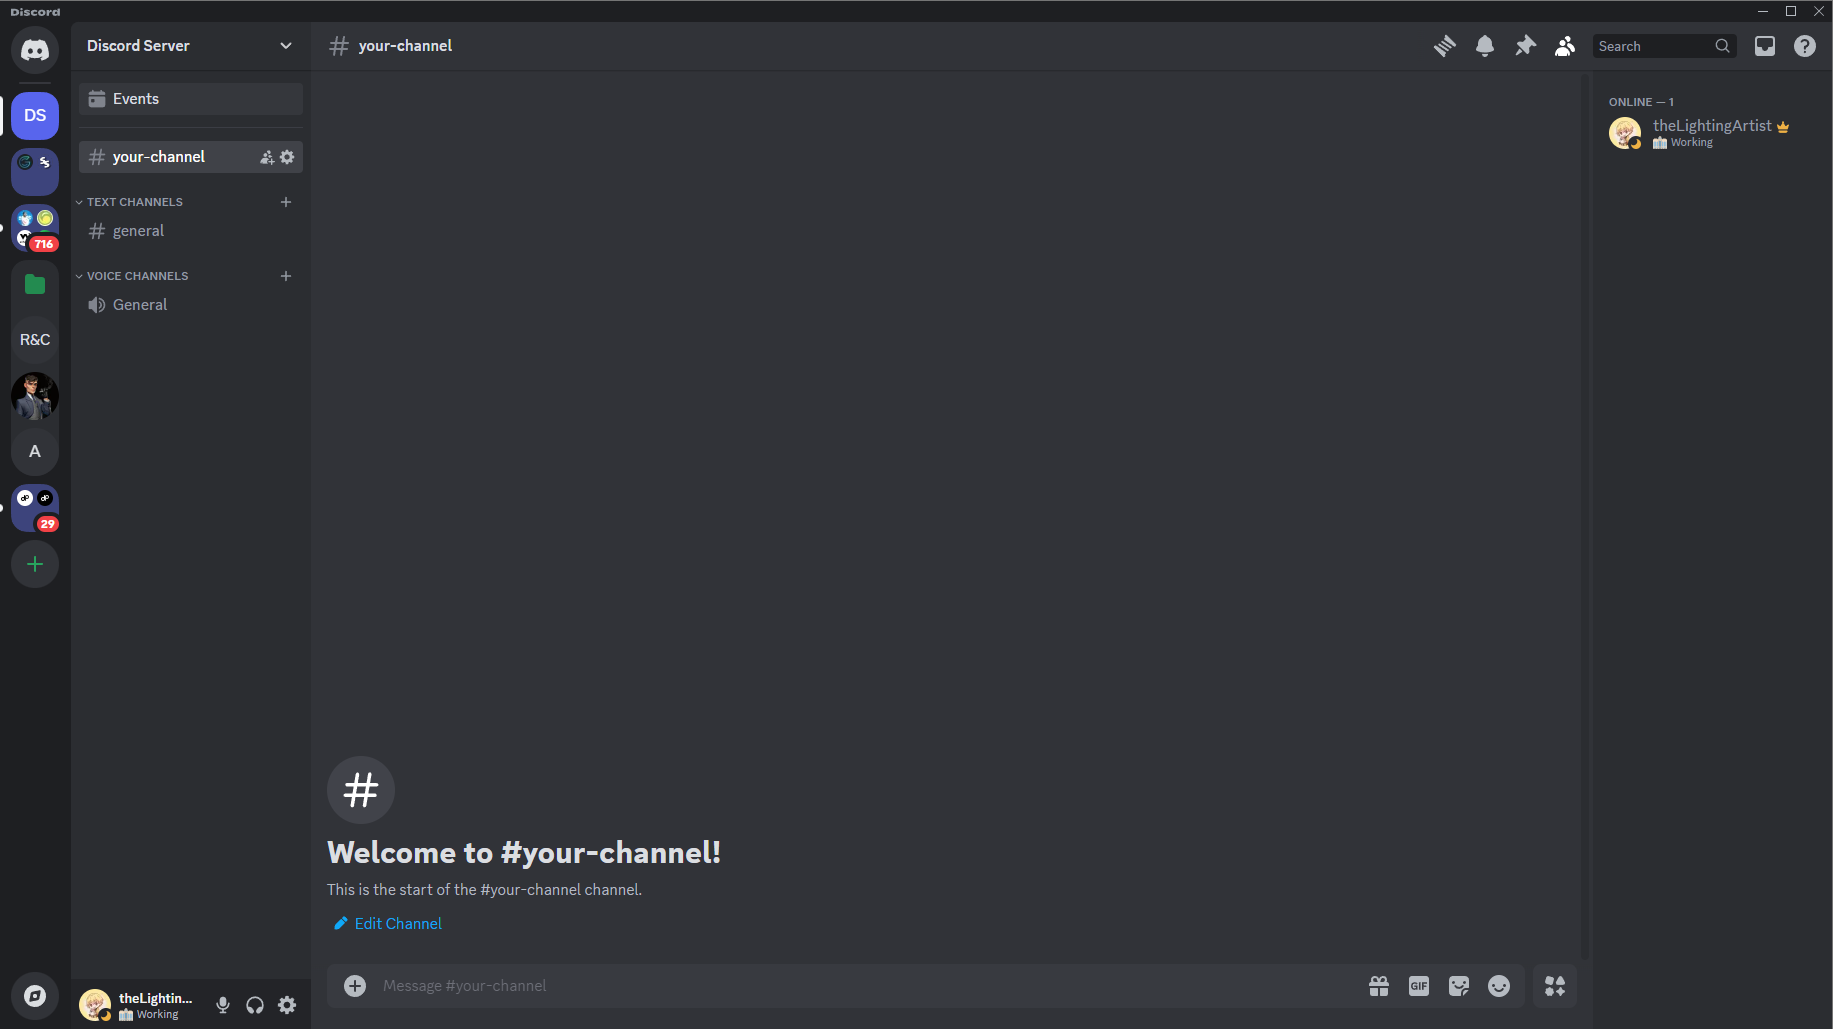 Discord
Discord Server
your-channel
Search
Events
DS
your-channel
716
TEXT CHANNELS
general
VOICE CHANNELS
General
R&C
A
29
ONLINE — 1
theLightingArtist
Working
Welcome to #your-channel!
This is the start of the #your-channel channel.
Edit Channel
Message #your-channel
GIF
theLightin...
Working